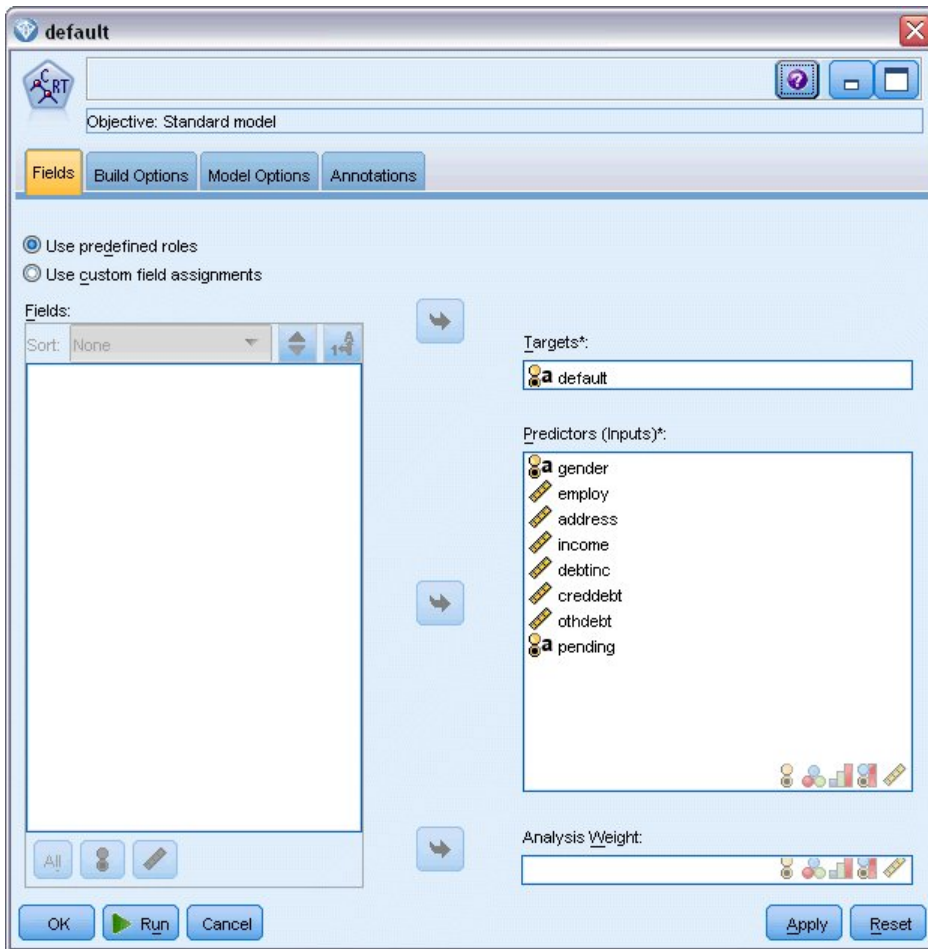 default
C RT
Objective: Standard model
Fields
Build Options
Model Options
Annotations
Use predefined roles
Use custom field assignments
Fields:
Sort: None
Targets*:
a default
Predictors (Inputs)*:
a gender
employ
address
income
debtinc
creddebt
othdebt
a pending
All
Analysis Weight:
OK
Run
Cancel
Apply
Reset